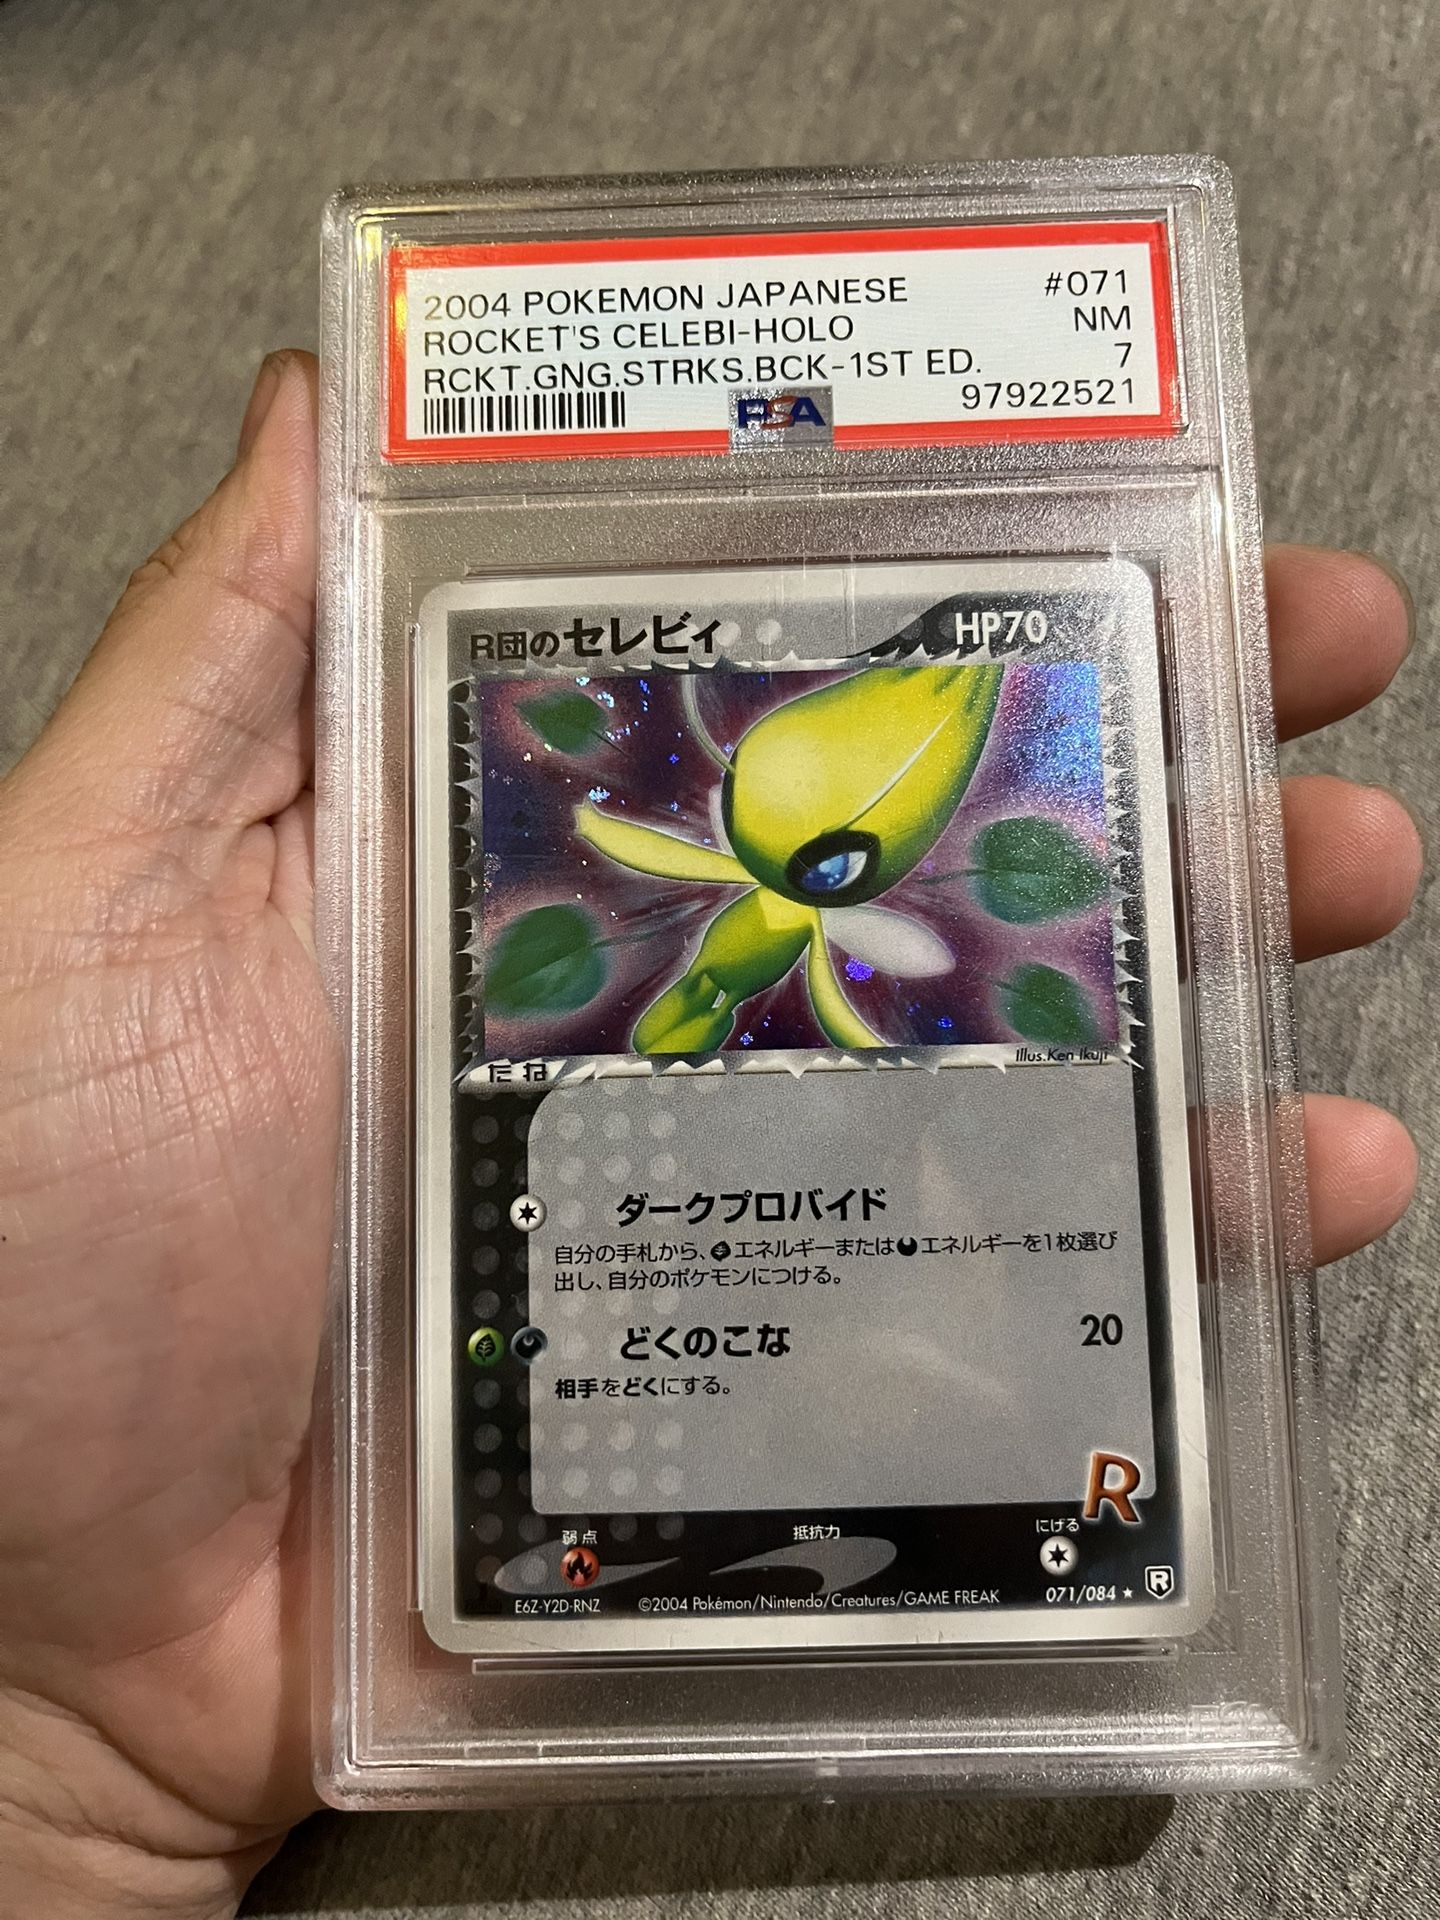 2004 POKEMON JAPANESE #071
ROCKET'S CELEBI-HOLO NM
RCKT.GNG.STRKS.BCK-1ST ED. 7
PSA 97922521
R団のセレビィ HP70
Illus.Ken Ikuji
たね
ダークプロバイド
自分の手札から、エネルギーまたはエネルギーを1枚選び
出し、自分のポケモンにつける。
どくのこな 20
相手をどくにする。
R
弱点 抵抗力 にげる
E6Z-Y2D-RNZ ©2004 Pokémon/Nintendo/Creatures/GAME FREAK 071/084 ★ R